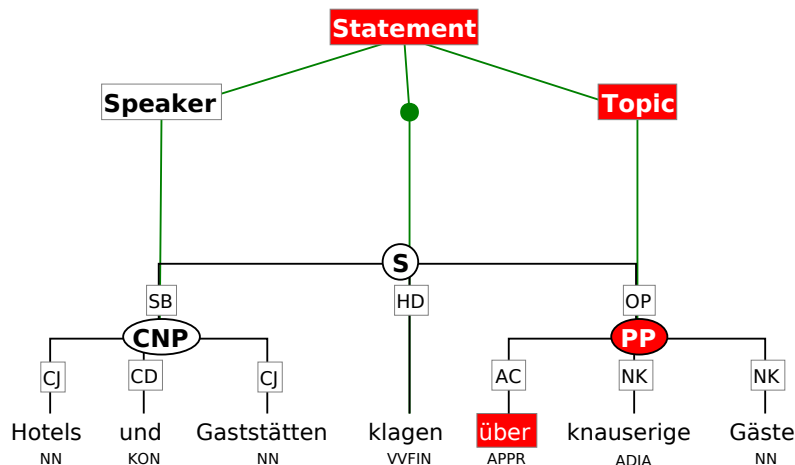 Statement
Speaker Topic
S
SB HD OP
CNP PP
CJ CD CJ AC NK NK
Hotels und Gaststätten klagen über knauserige Gäste
NN KON NN VVFIN APPR ADJA NN